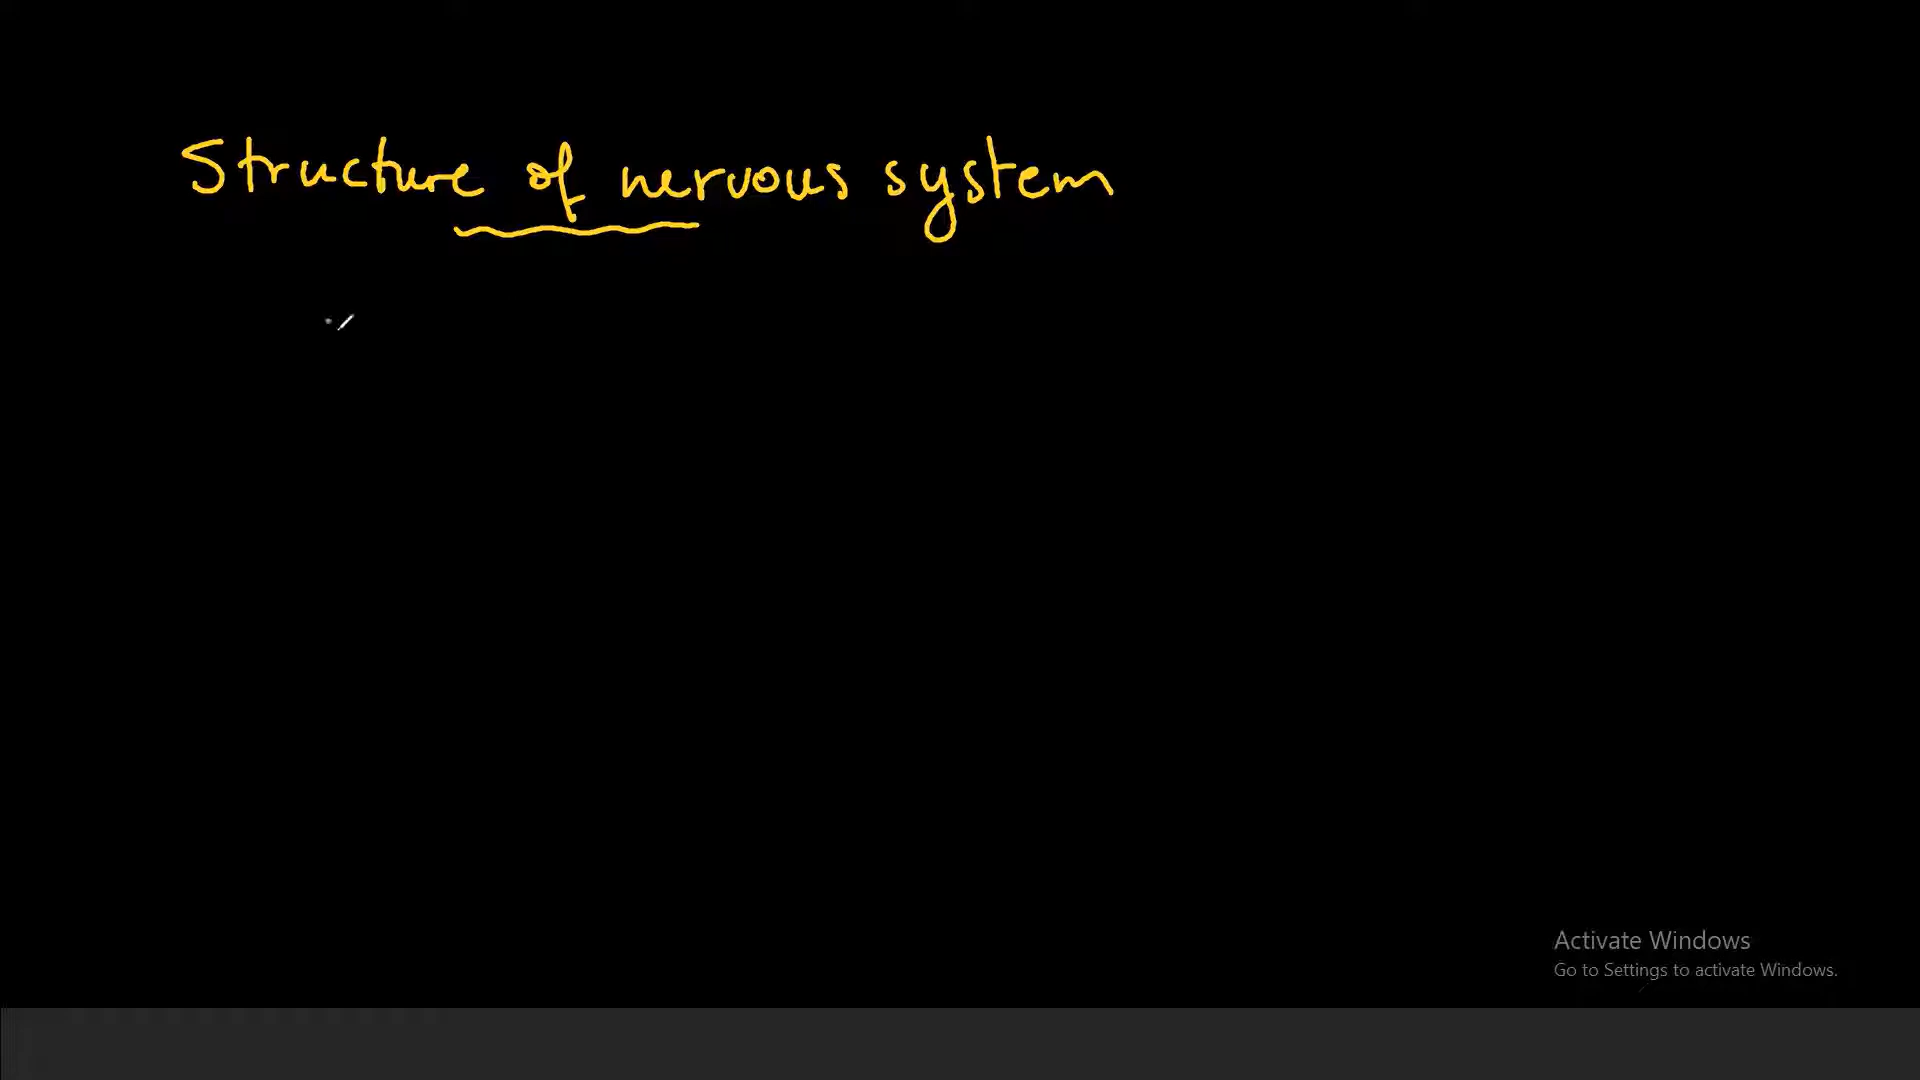 Structure of nervous system
Activate Windows
Go to Settings to activate Windows.